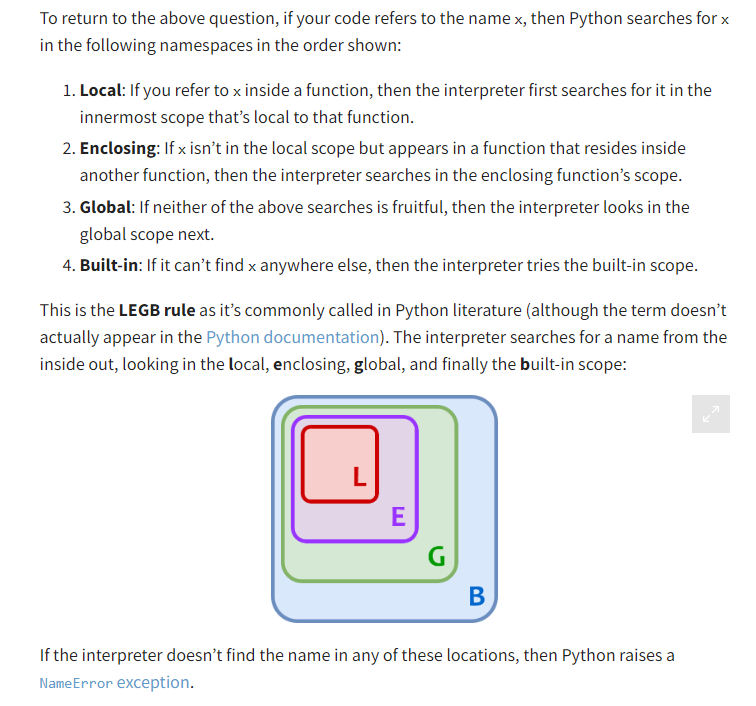 To return to the above question, if your code refers to the name x, then Python searches for x
in the following namespaces in the order shown:
1. Local: If you refer to x inside a function, then the interpreter first searches for it in the
innermost scope that’s local to that function.
2. Enclosing: If x isn’t in the local scope but appears in a function that resides inside
another function, then the interpreter searches in the enclosing function’s scope.
3. Global: If neither of the above searches is fruitful, then the interpreter looks in the
global scope next.
4. Built-in: If it can’t find x anywhere else, then the interpreter tries the built-in scope.
This is the LEGB rule as it’s commonly called in Python literature (although the term doesn’t
actually appear in the Python documentation). The interpreter searches for a name from the
inside out, looking in the local, enclosing, global, and finally the built-in scope:
L
E
G
B
If the interpreter doesn’t find the name in any of these locations, then Python raises a
NameError exception.